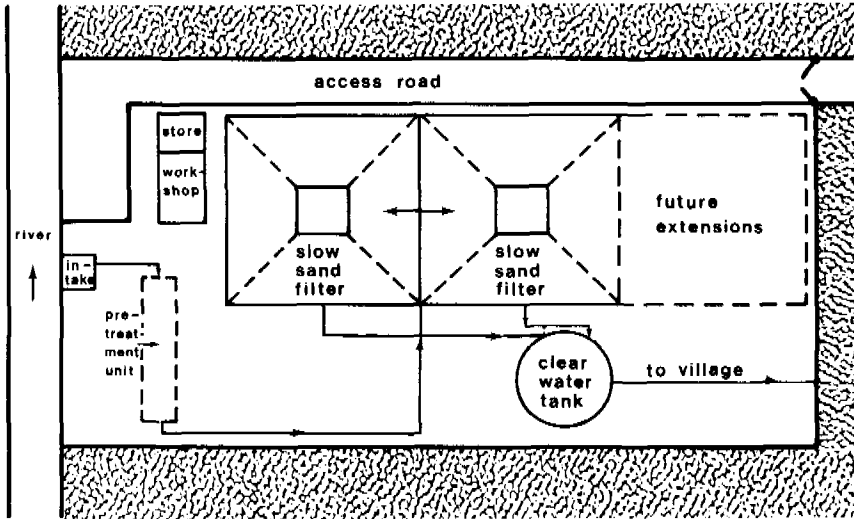 access road
store
work-
shop
future
extensions
river
in-
take
slow
sand
filter
slow
sand
filter
pre-
treat-
ment
unit
clear
water
tank
to village